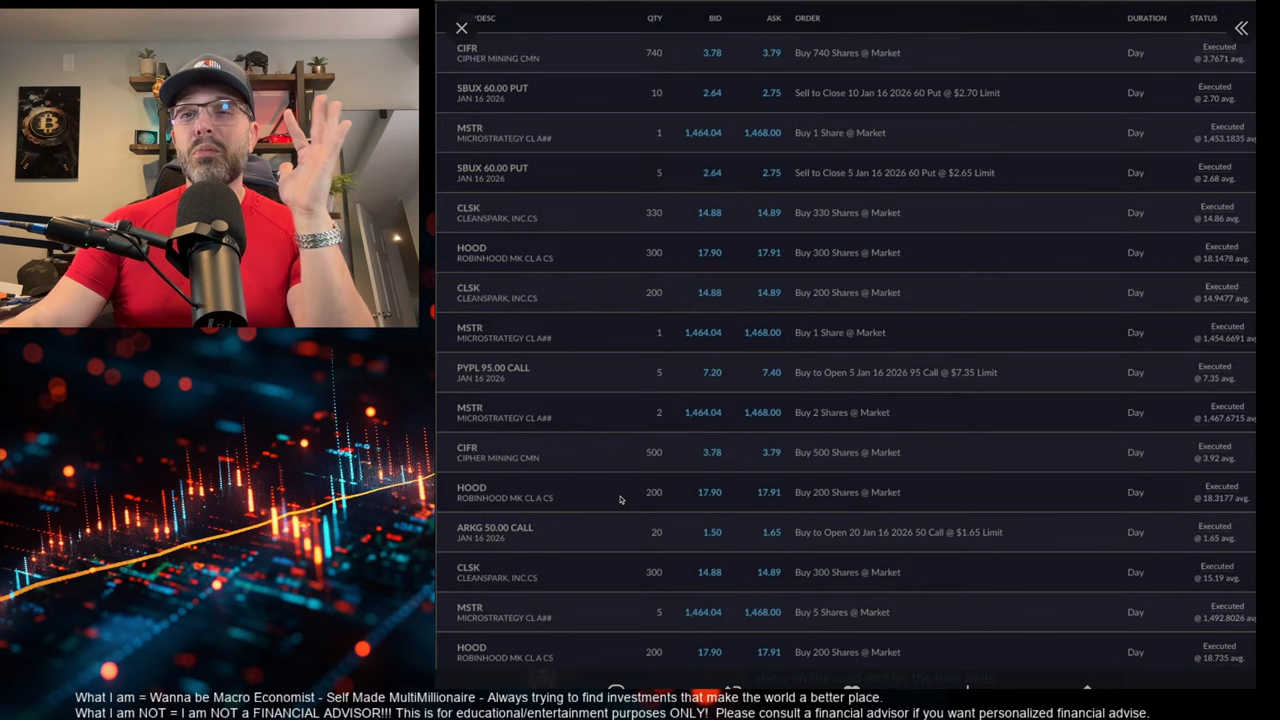 /DESC QTY BID ASK ORDER DURATION STATUS
CIFR 740 3.78 3.79 Buy 740 Shares @ Market Day Executed
CIPHER MINING CMN @ 3.7671 avg.
SBUX 60.00 PUT 10 2.64 2.75 Sell to Close 10 Jan 16 2026 60 Put @ $2.70 Limit Day Executed
JAN 16 2026 @ 2.70 avg.
MSTR 1 1,464.04 1,468.00 Buy 1 Share @ Market Day Executed
MICROSTRATEGY CL A## @ 1,453.1835 av
SBUX 60.00 PUT 5 2.64 2.75 Sell to Close 5 Jan 16 2026 60 Put @ $2.65 Limit Day Executed
JAN 16 2026 @ 2.68 avg.
CLSK 330 14.88 14.89 Buy 330 Shares @ Market Day Executed
CLEANSPARK, INC.CS @ 14.86 avg.
HOOD 300 17.90 17.91 Buy 300 Shares @ Market Day Executed
ROBINHOOD MK CL A CS @ 18.1478 avg.
CLSK 200 14.88 14.89 Buy 200 Shares @ Market Day Executed
CLEANSPARK, INC.CS @ 14.9477 avg.
MSTR 1 1,464.04 1,468.00 Buy 1 Share @ Market Day Executed
MICROSTRATEGY CL A## @ 1,454.6691 av
PYPL 95.00 CALL 5 7.20 7.40 Buy to Open 5 Jan 16 2026 95 Call @ $7.35 Limit Day Executed
JAN 16 2026 @ 7.35 avg.
MSTR 2 1,464.04 1,468.00 Buy 2 Shares @ Market Day Executed
MICROSTRATEGY CL A## @ 1,467.6715 av
CIFR 500 3.78 3.79 Buy 500 Shares @ Market Day Executed
CIPHER MINING CMN @ 3.92 avg.
HOOD 200 17.90 17.91 Buy 200 Shares @ Market Day Executed
ROBINHOOD MK CL A CS @ 18.3177 avg.
ARKG 50.00 CALL 20 1.50 1.65 Buy to Open 20 Jan 16 2026 50 Call @ $1.65 Limit Day Executed
JAN 16 2026 @ 1.65 avg.
CLSK 300 14.88 14.89 Buy 300 Shares @ Market Day Executed
CLEANSPARK, INC.CS @ 15.19 avg.
MSTR 5 1,464.04 1,468.00 Buy 5 Shares @ Market Day Executed
MICROSTRATEGY CL A## @ 1,492.8026 av
HOOD 200 17.90 17.91 Buy 200 Shares @ Market Day Executed
ROBINHOOD MK CL A CS @ 18.735 avg.
What I am = Wanna be Macro Economist - Self Made MultiMillionaire - Always trying to find investments that make the world a better place.
What I am NOT = I am NOT a FINANCIAL ADVISOR!!! This is for educational/entertainment purposes ONLY! Please consult a financial advisor if you want personalized financial advise.